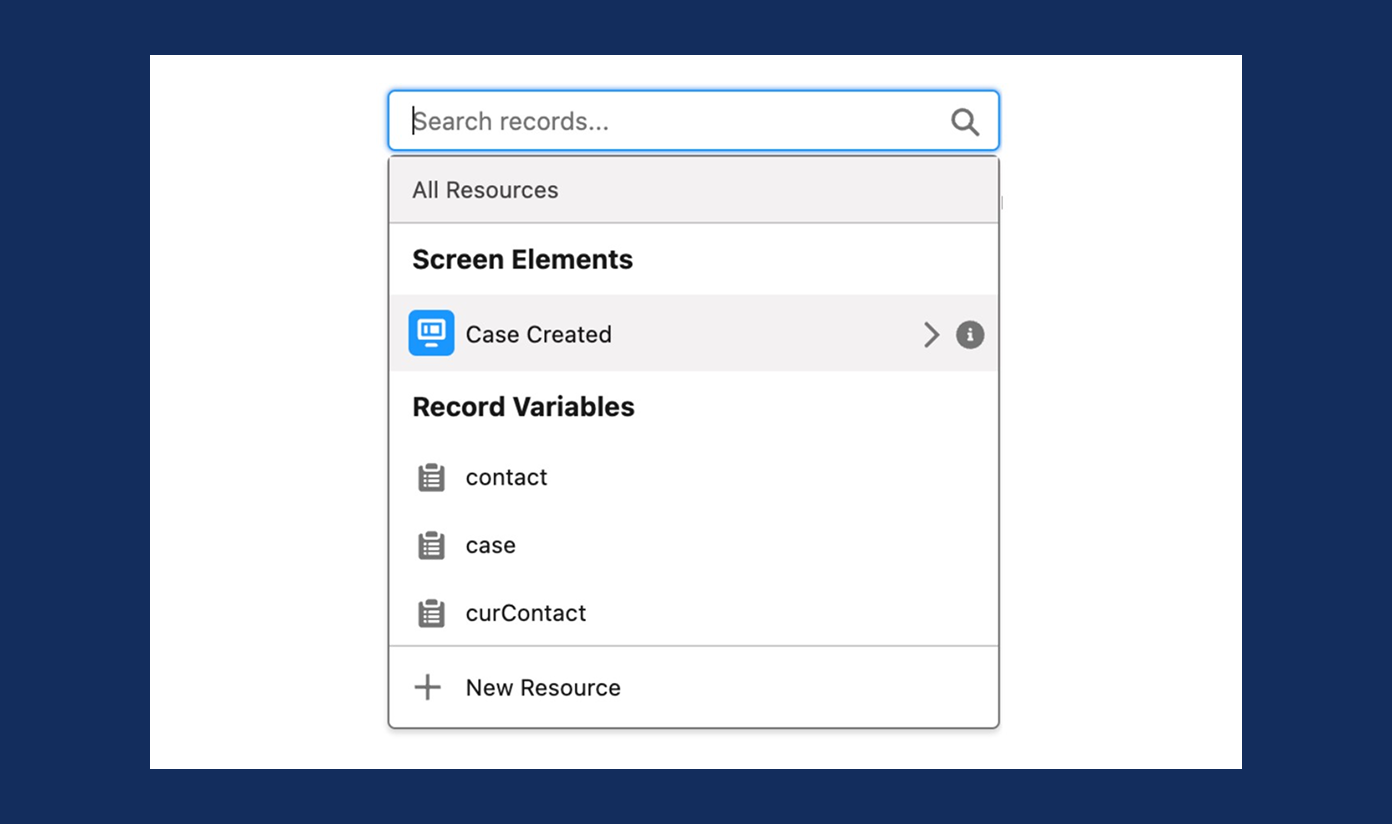 Search records...
All Resources
Screen Elements
Case Created
Record Variables
contact
case
curContact
New Resource